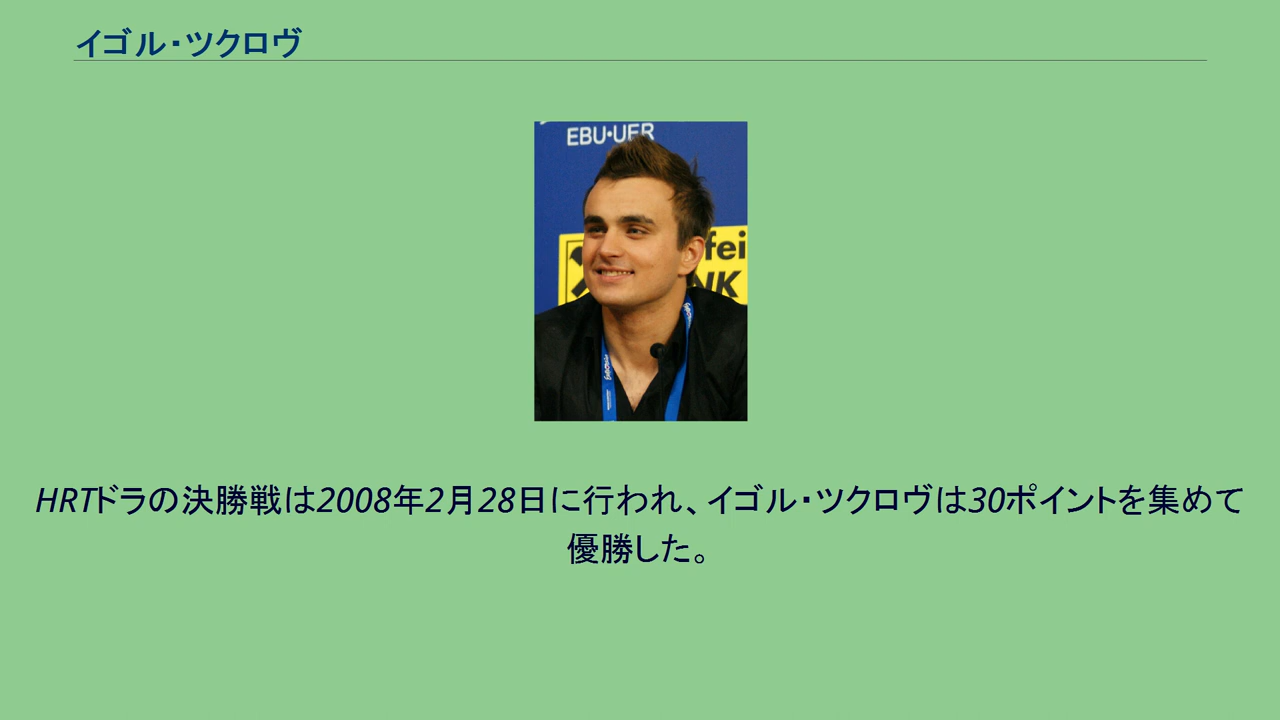 イゴル・ツクロヴ
EBU•UER
fei
NK
HRTドラの決勝戦は2008年2月28日に行われ、イゴル・ツクロヴは30ポイントを集めて
優勝した。